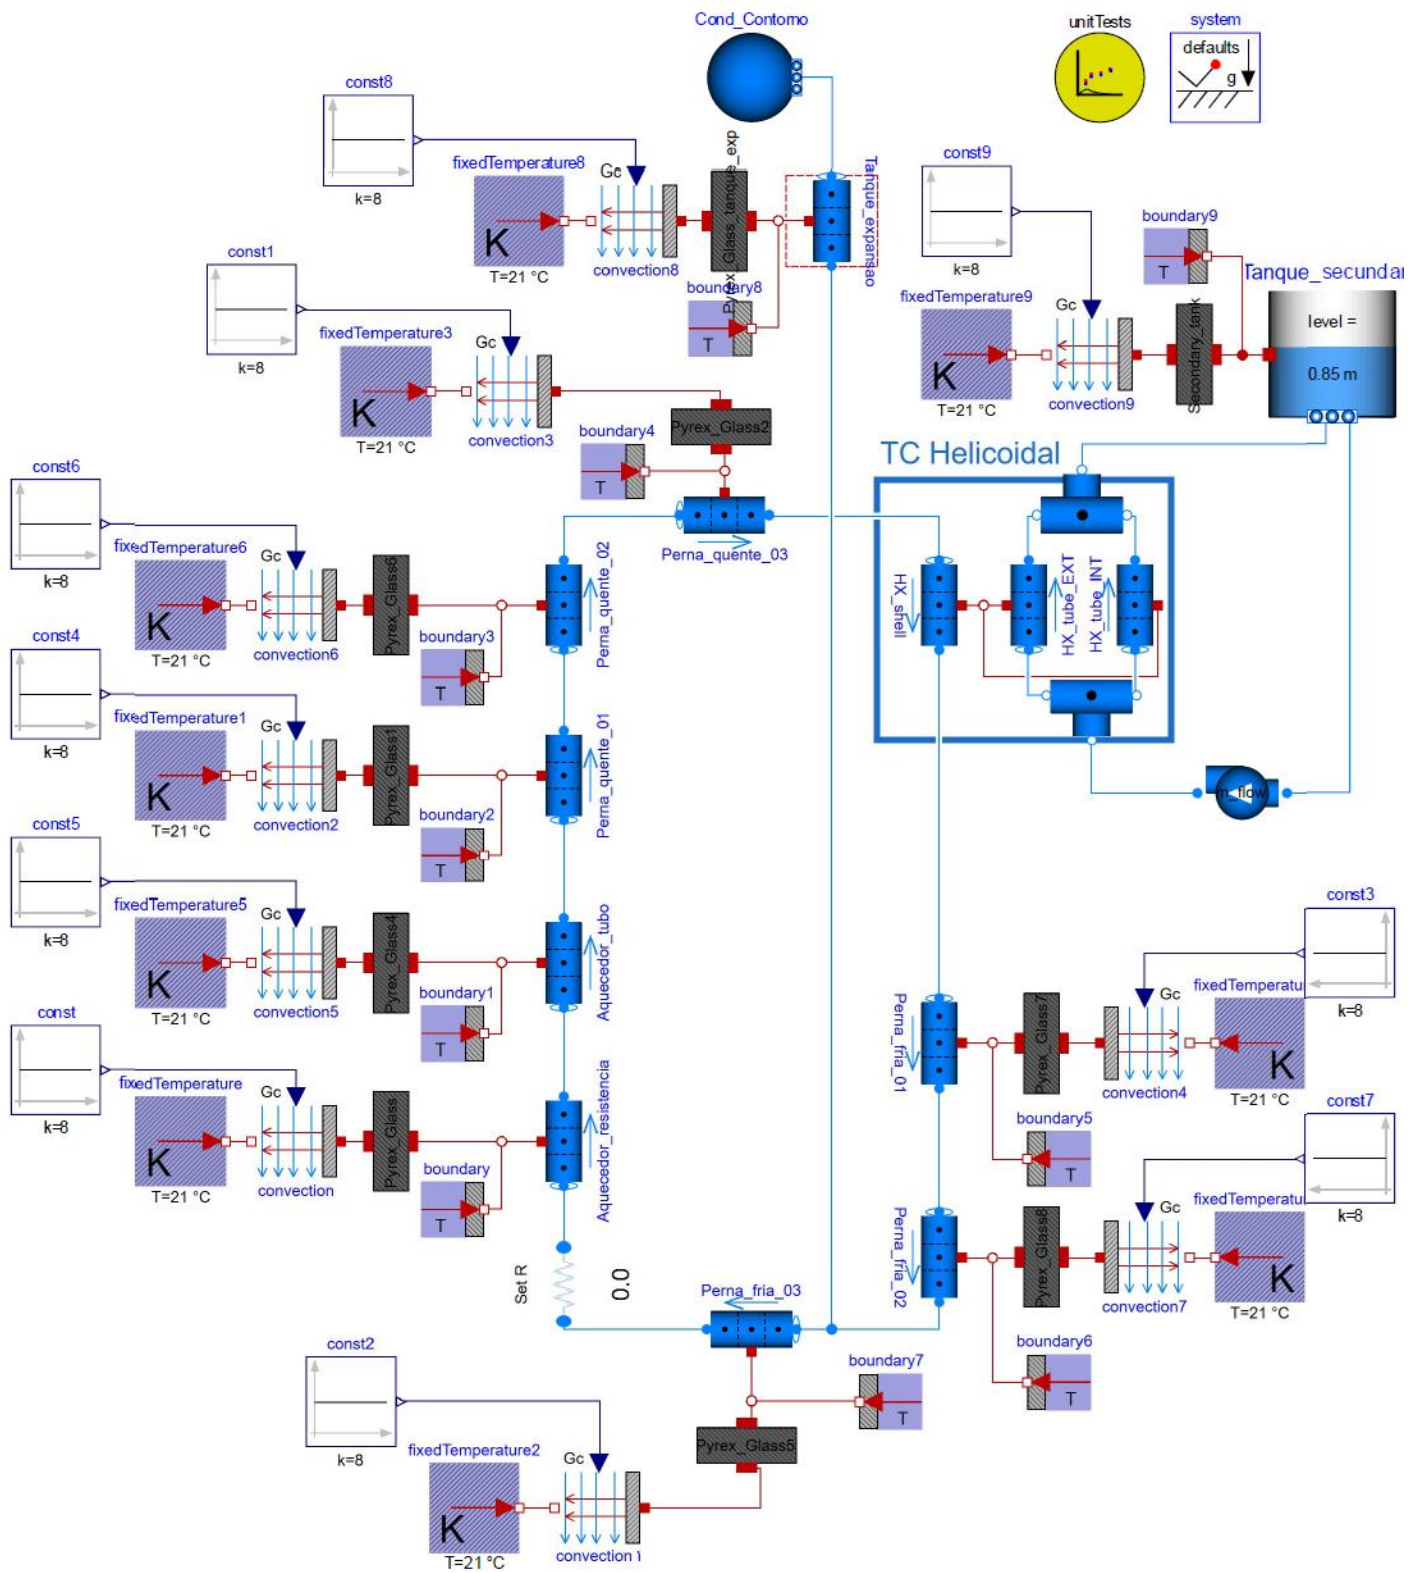 Cond_Contorno
unitTests
system
defaults
g
const8
k=8
fixedTemperature8
K
T=21 °C
Gc
convection8
Pyrex_Glass_tanque_exp
boundary8
T
Tanque_expansao
const9
k=8
fixedTemperature9
K
T=21 °C
Gc
convection9
Secondary_tank
boundary9
T
Tanque_secundar
level =
0.85 m
const1
k=8
fixedTemperature3
K
T=21 °C
Gc
convection3
Pyrex_Glass2
boundary4
T
Perna_quente_03
TC Helicoidal
HX_shell
HX_tube_EXT
HX_tube_INT
m_flow
const6
k=8
fixedTemperature6
K
T=21 °C
Gc
convection6
Pyrex_Glass6
boundary3
T
Perna_quente_02
const4
k=8
fixedTemperature1
K
T=21 °C
Gc
convection2
Pyrex_Glass1
boundary2
T
Perna_quente_01
const5
k=8
fixedTemperature5
K
T=21 °C
Gc
convection5
Pyrex_Glass4
boundary1
T
Aquecedor_tubo
const
k=8
fixedTemperature
K
T=21 °C
Gc
convection
Pyrex_Glass
boundary
T
Aquecedor_resistencia
Set R
0.0
const3
k=8
fixedTemperatu
K
T=21 °C
Gc
convection4
Pyrex_Glass7
boundary5
T
Perna_fria_01
const7
k=8
fixedTemperatu
K
T=21 °C
Gc
convection7
Pyrex_Glass8
boundary6
T
Perna_fria_02
Perna_fria_03
boundary7
T
Pyrex_Glass5
const2
k=8
fixedTemperature2
K
T=21 °C
Gc
convection1